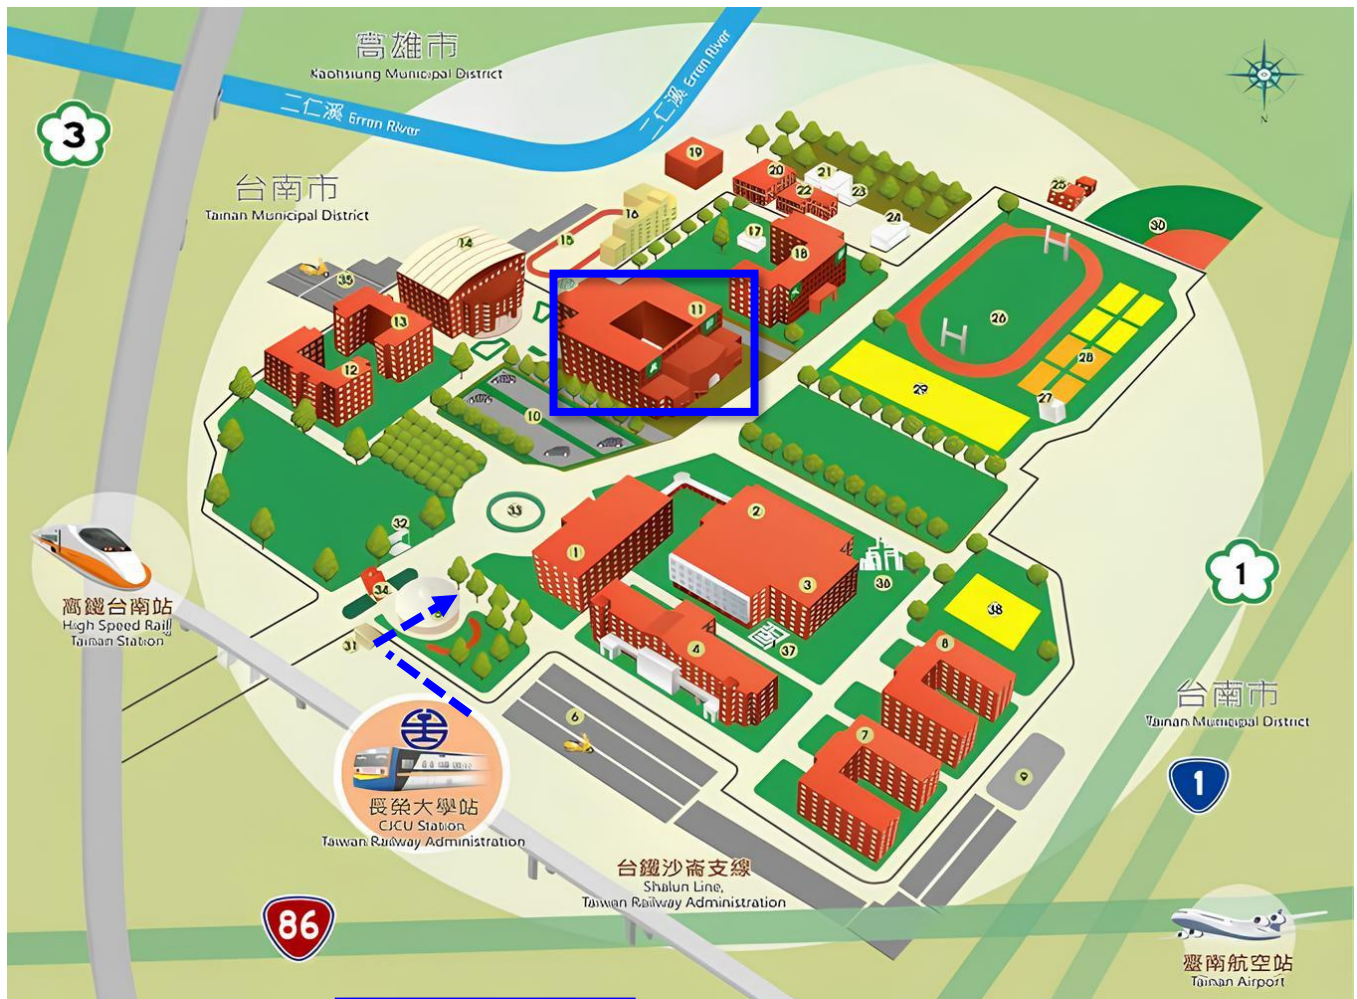 高雄市
Kaohsiung Municipal District
二仁溪 Erren River
二仁溪 Erren River
3
N
台南市
Tainan Municipal District
19
20
21
22
23
24
25
30
14
15
16
17
18
35
13
12
11
10
26
28
29
27
32
33
1
2
3
36
38
34
31
4
37
8
7
6
9
高鐵台南站
High Speed Rail
Tainan Station
1
台南市
Tainan Municipal District
1
長榮大學站
CJCU Station
Taiwan Railway Administration
台鐵沙崙支線
Shalun Line,
Taiwan Railway Administration
86
臺南航空站
Tainan Airport